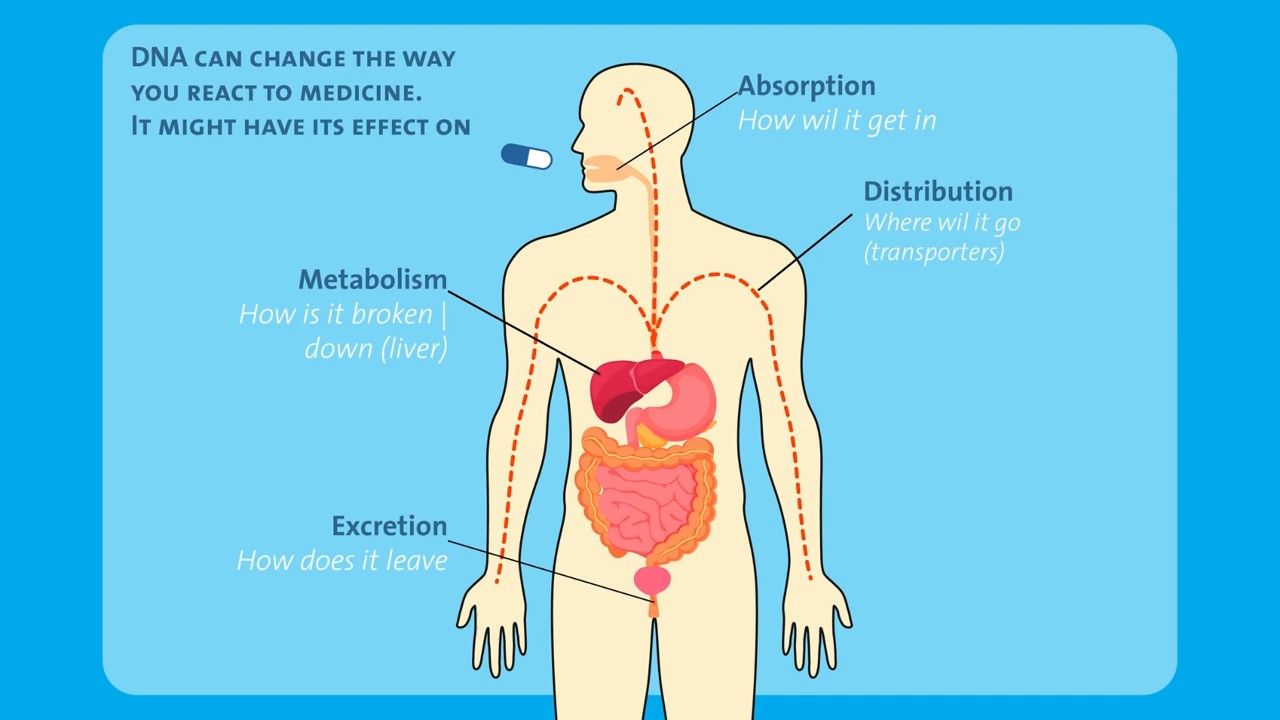 DNA can change the way
you react to medicine.
It might have its effect on
Absorption
How wil it get in
Distribution
Where wil it go
(transporters)
Metabolism
How is it broken |
down (liver)
Excretion
How does it leave